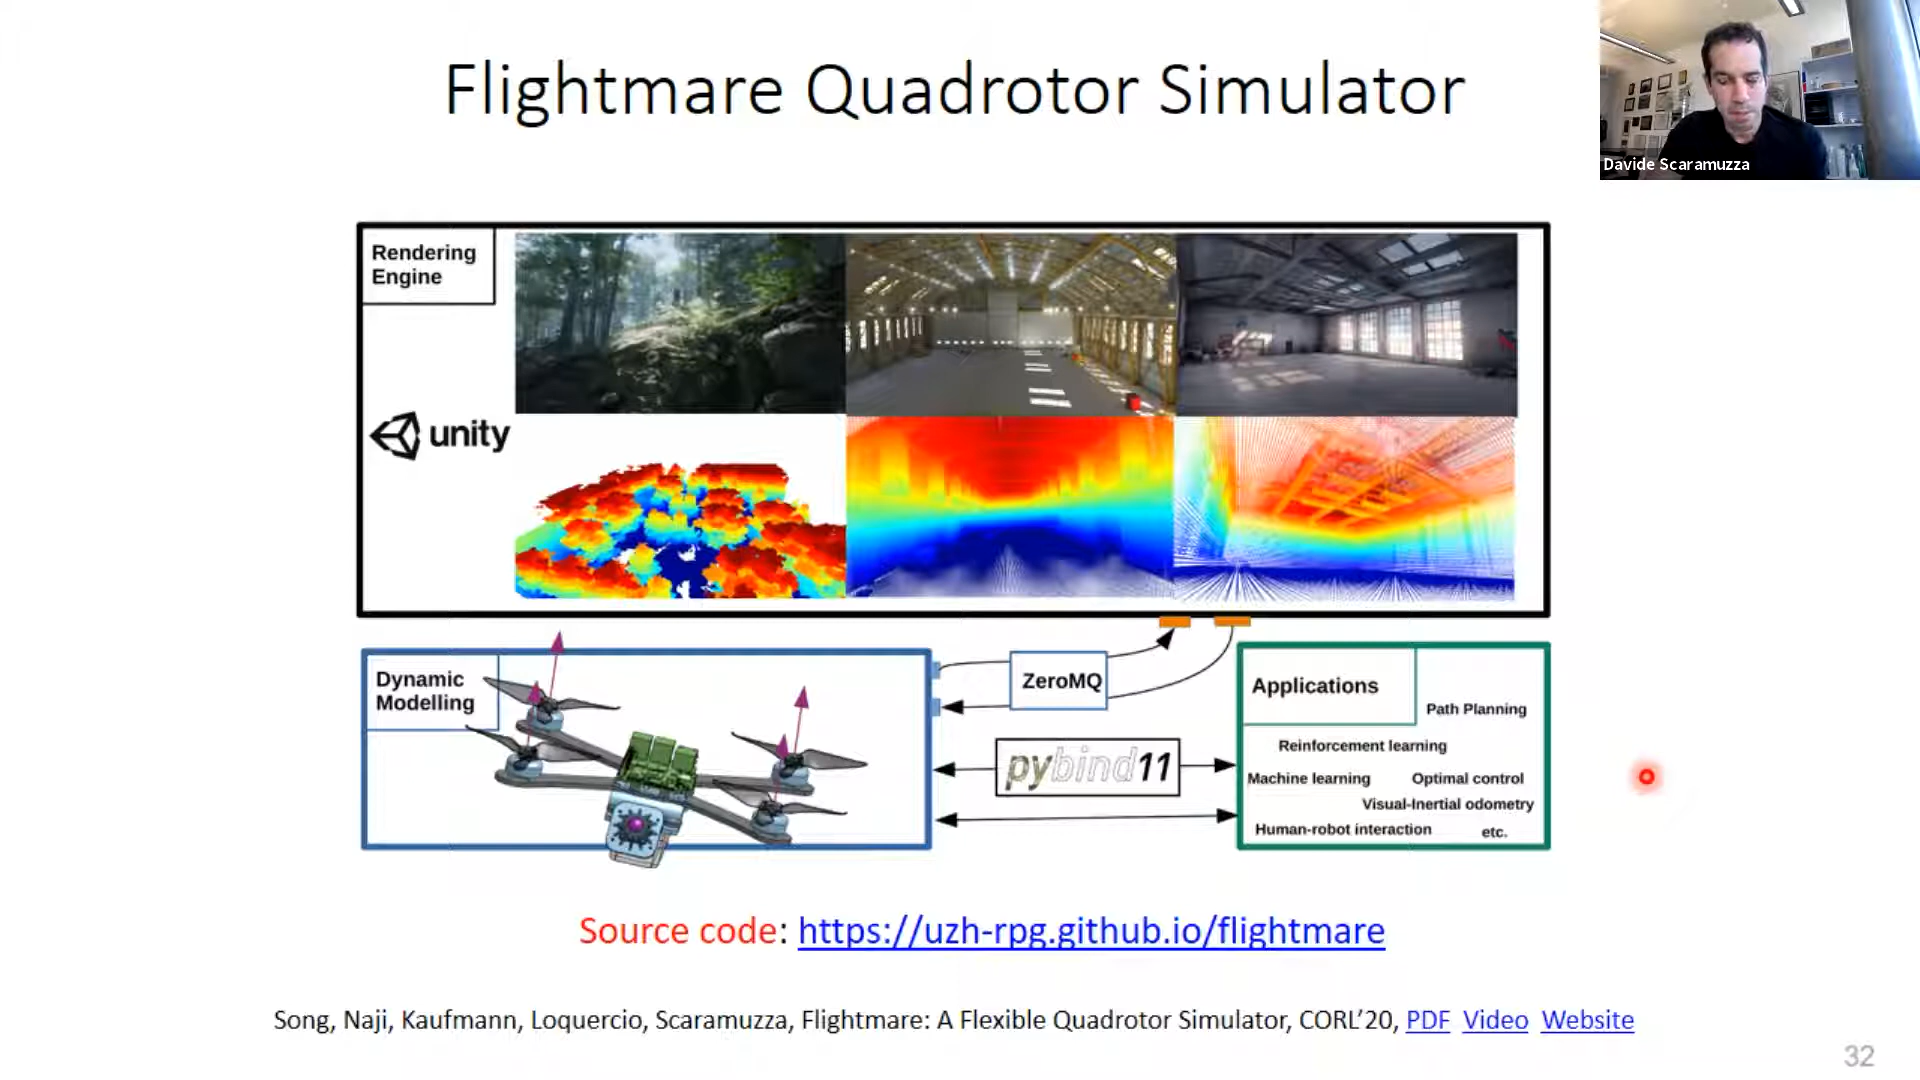 Flightmare Quadrotor Simulator
Davide Scaramuzza
Rendering
Engine
unity
Dynamic
Modelling
ZeroMQ
pybind11
Applications
Path Planning
Reinforcement learning
Machine learning
Optimal control
Visual-Inertial odometry
Human-robot interaction
etc.
Source code: https://uzh-rpg.github.io/flightmare
Song, Naji, Kaufmann, Loquercio, Scaramuzza, Flightmare: A Flexible Quadrotor Simulator, CORL’20, PDF Video Website
32